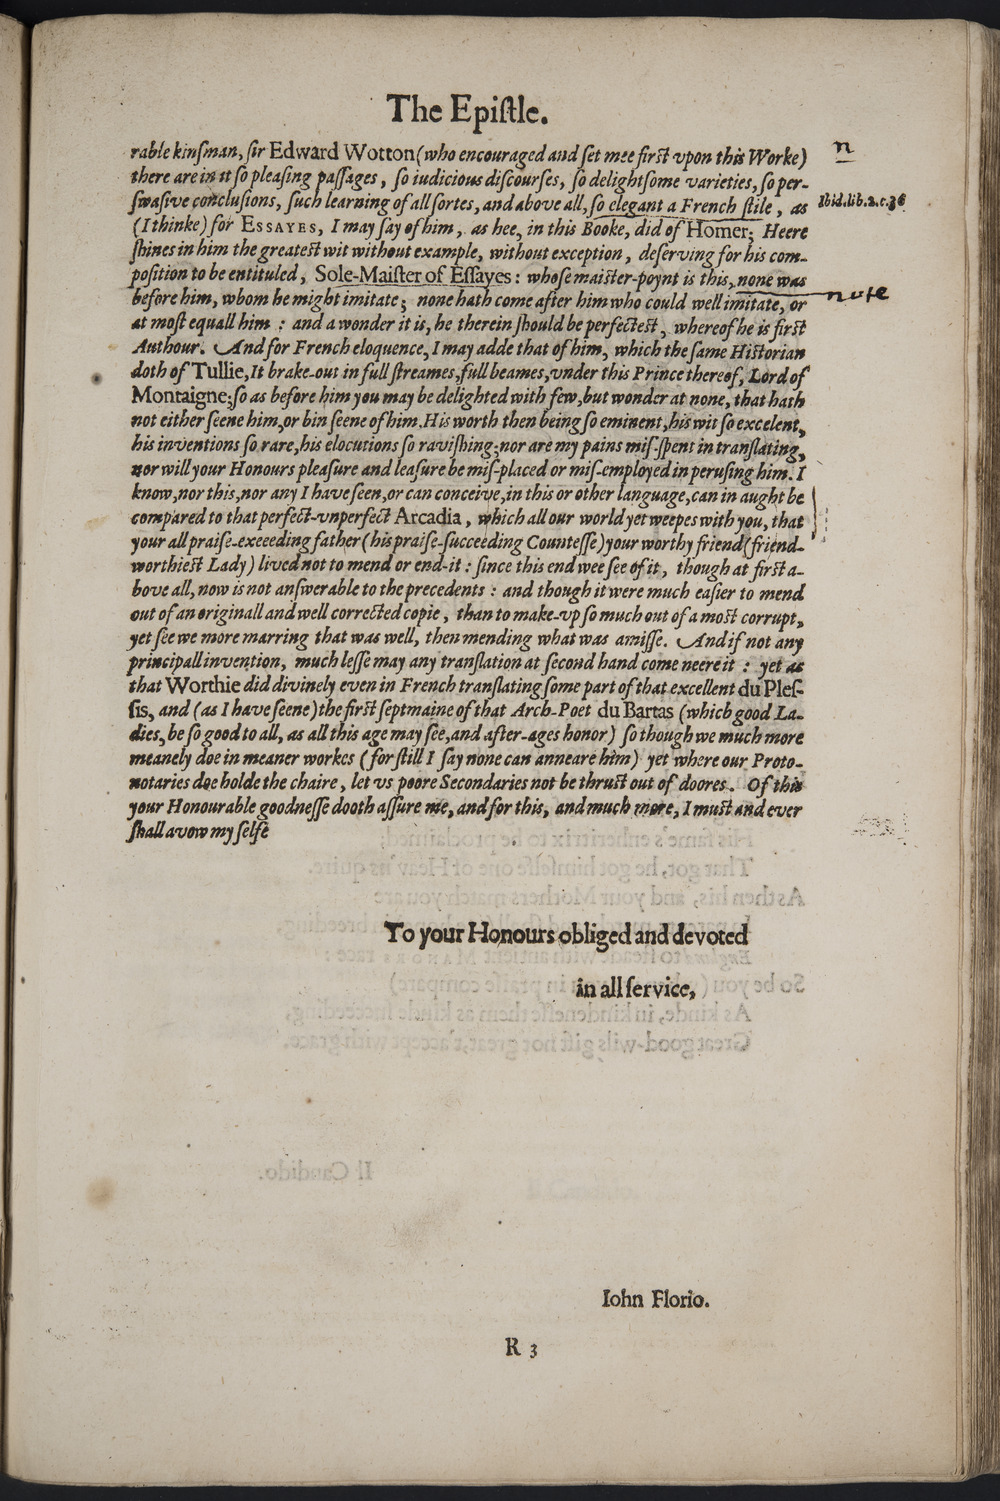 The Epiſtle.
rable kinſman, ſir Edward Wotton (who encouraged and ſet mee firſt vpon this Worke)
n
there are in it ſo pleaſing paſſages, ſo iudicious diſcourſes, ſo delightſome varieties, ſo per-
ſwaſive concluſions, ſuch learning of all ſortes, and above all, ſo elegant a French ſtile, as
Ibid. lib. 2. c. 36
(I thinke) for ESSAYES, I may ſay of him, as hee, in this Booke, did of Homer; Heere
ſhines in him the greateſt wit without example, without exception, deſerving for his com-
poſition to be entituled, Sole-Maiſter of Eſſayes: whoſe maiſter-poynt is this, none was
before him, whom he might imitate; none hath come after him who could well imitate, or
note
at moſt equall him: and a wonder it is, he therein ſhould be perfecteſt, whereof he is firſt
Authour. And for French eloquence, I may adde that of him, which the ſame Hiſtorian
doth of Tullie, It brake-out in full ſtreames, full beames, vnder this Prince thereof, Lord of
Montaigne; ſo as before him you may be delighted with few, but wonder at none, that hath
not either ſeene him, or bin ſeene of him. His worth then being ſo eminent, his wit ſo excelent,
his inventions ſo rare, his elocutions ſo raviſhing; nor are my pains miſ-ſpent in tranſlating,
nor will your Honours pleaſure and leaſure be miſ-placed or miſ-employed in peruſing him. I
know, nor this, nor any I have ſeen, or can conceive, in this or other language, can in aught be
compared to that perfect-vnperfect Arcadia, which all our world yet weepes with you, that
your all praiſe-exeeeding father (his praiſe-ſucceeding Counteſſe) your worthy friend (friend-
worthieſt Lady) lived not to mend or end-it: ſince this end wee ſee of it, though at firſt a-
bove all, now is not anſwerable to the precedents: and though it were much eaſier to mend
out of an originall and well corrected copie, than to make-vp ſo much out of a moſt corrupt,
yet ſee we more marring that was well, then mending what was amiſſe. And if not any
principall invention, much leſſe may any tranſlation at ſecond hand come neere it: yet as
that Worthie did divinely even in French tranſlating ſome part of that excellent du Pleſ-
ſis, and (as I have ſeene) the firſt ſeptmaine of that Arch-Poet du Bartas (which good La-
dies, be ſo good to all, as all this age may ſee, and after-ages honor) ſo though we much more
meanely doe in meaner workes (for ſtill I ſay none can anneare him) yet where our Proto-
notaries doe holde the chaire, let vs poore Secondaries not be thruſt out of doores. Of this
your Honourable goodneſſe dooth aſſure me, and for this, and much more, I muſt and ever
ſhall avow my ſelfe
To your Honours obliged and devoted
in all ſervice,
Iohn Florio.
R 3